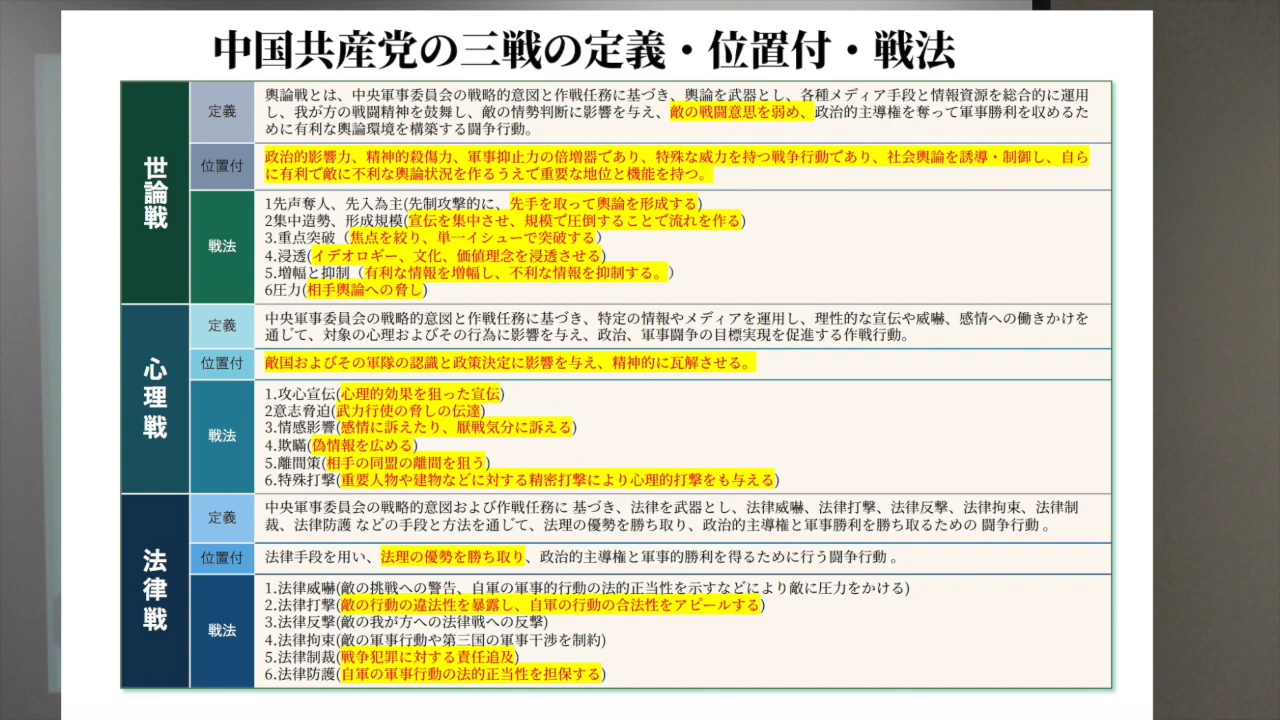 中国共産党の三戦の定義・位置付・戦法
世論戦
定義
輿論戦とは、中央軍事委員会の戦略的意図と作戦任務に基づき、輿論を武器とし、各種メディア手段と情報資源を総合的に運用
し、我が方の戦闘精神を鼓舞し、敵の情勢判断に影響を与え、敵の戦闘意思を弱め、政治的主導権を奪って軍事勝利を収めるた
めに有利な輿論環境を構築する闘争行動。
位置付
政治的影響力、精神的殺傷力、軍事抑止力の倍増器であり、特殊な威力を持つ戦争行動であり、社会輿論を誘導・制御し、自ら
に有利で敵に不利な輿論状況を作るうえで重要な地位と機能を持つ。
戦法
1先声奪人、先入為主(先制攻撃的に、先手を取って輿論を形成する)
2集中造勢、形成規模(宣伝を集中させ、規模で圧倒することで流れを作る)
3.重点突破（焦点を絞り、単一イシューで突破する）
4.浸透(イデオロギー、文化、価値理念を浸透させる)
5.増幅と抑制（有利な情報を増幅し、不利な情報を抑制する。）
6圧力(相手輿論への脅し)
心理戦
定義
中央軍事委員会の戦略的意図と作戦任務に基づき、特定の情報やメディアを運用し、理性的な宣伝や威嚇、感情への働きかけを
通じて、対象の心理およびその行為に影響を与え、政治、軍事闘争の目標実現を促進する作戦行動。
位置付
敵国およびその軍隊の認識と政策決定に影響を与え、精神的に瓦解させる。
戦法
1.攻心宣伝(心理的効果を狙った宣伝)
2意志脅迫(武力行使の脅しの伝達)
3.情感影響(感情に訴えたり、厭戦気分に訴える)
4.欺瞞(偽情報を広める)
5.離間策(相手の同盟の離間を狙う)
6.特殊打撃(重要人物や建物などに対する精密打撃により心理的打撃をも与える)
法律戦
定義
中央軍事委員会の戦略的意図および作戦任務に 基づき、法律を武器とし、法律威嚇、法律打撃、法律反撃、法律拘束、法律制
裁、法律防護 などの手段と方法を通じて、法理の優勢を勝ち取り、政治的主導権と軍事勝利を勝ち取るための 闘争行動 。
位置付
法律手段を用い、法理の優勢を勝ち取り、政治的主導権と軍事的勝利を得るために行う闘争行動 。
戦法
1.法律威嚇(敵の挑戦への警告、自軍の軍事的行動の法的正当性を示すなどにより敵に圧力をかける)
2.法律打撃(敵の行動の違法性を暴露し、自軍の行動の合法性をアピールする)
3.法律反撃(敵の我が方への法律戦への反撃)
4.法律拘束(敵の軍事行動や第三国の軍事干渉を制約)
5.法律制裁(戦争犯罪に対する責任追及)
6.法律防護(自軍の軍事行動の法的正当性を担保する)